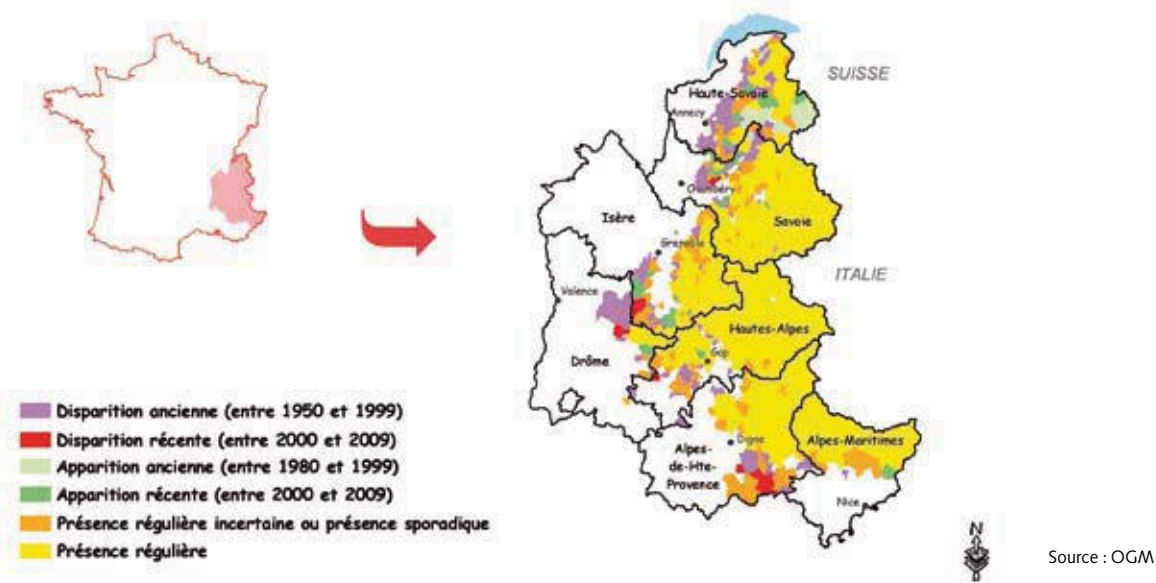 SUISSE
Haute-Savoie
Annecy
Chambéry
Isère
Savoie
Grenoble
ITALIE
Valence
Hautes-Alpes
Gap
Drôme
Disparition ancienne (entre 1950 et 1999)
Disparition récente (entre 2000 et 2009)
Apparition ancienne (entre 1980 et 1999)
Apparition récente (entre 2000 et 2009)
Présence régulière incertaine ou présence sporadique
Présence régulière
Digne
Alpes-Maritimes
Alpes-
de-Hte-
Provence
Nice
N
Source : OGM